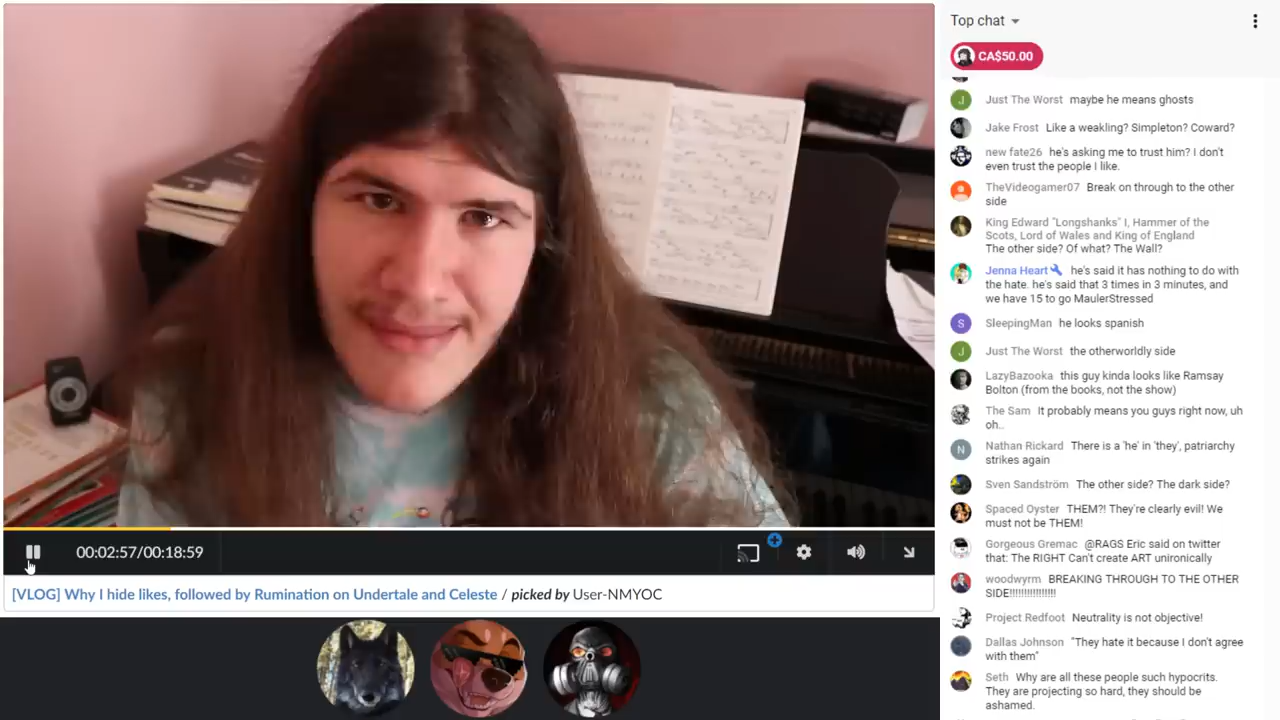 Top chat
CA$50.00
Just The Worst maybe he means ghosts
Jake Frost Like a weakling? Simpleton? Coward?
new fate26 he's asking me to trust him? I don't
even trust the people I like.
TheVideogamer07 Break on through to the other
side
King Edward "Longshanks" I, Hammer of the
Scots, Lord of Wales and King of England
The other side? Of what? The Wall?
Jenna Heart he's said it has nothing to do with
the hate. he's said that 3 times in 3 minutes, and
we have 15 to go MaulerStressed
SleepingMan he looks spanish
Just The Worst the otherworldly side
LazyBazooka this guy kinda looks like Ramsay
Bolton (from the books, not the show)
The Sam It probably means you guys right now, uh
oh..
Nathan Rickard There is a 'he' in 'they', patriarchy
strikes again
Sven Sandström The other side? The dark side?
Spaced Oyster THEM?! They're clearly evil! We
must not be THEM!
Gorgeous Gremac @RAGS Eric said on twitter
that: The RIGHT Can't create ART unironically
woodwyrm BREAKING THROUGH TO THE OTHER
SIDE!!!!!!!!!!!!!!!!
Project Redfoot Neutrality is not objective!
Dallas Johnson "They hate it because I don't agree
with them"
Seth Why are all these people such hypocrits.
They are projecting so hard, they should be
ashamed.
J
J
S
J
N
00:02:57/00:18:59
[VLOG] Why I hide likes, followed by Rumination on Undertale and Celeste / picked by User-NMYOC